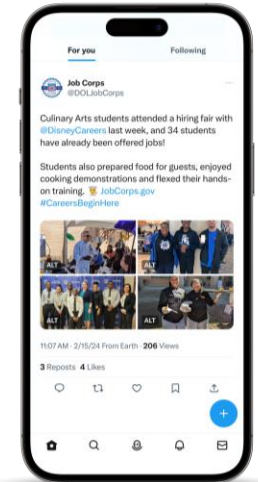 For you Following
Job Corps
@DOLJobCorps
Culinary Arts students attended a hiring fair with
@DisneyCareers last week, and 34 students
have already been offered jobs!
Students also prepared food for guests, enjoyed
cooking demonstrations and flexed their hands-
on training. JobCorps.gov
#CareersBeginHere
ALT
ALT
ALT
ALT
11:07 AM · 2/15/24 From Earth · 206 Views
3 Reposts 4 Likes